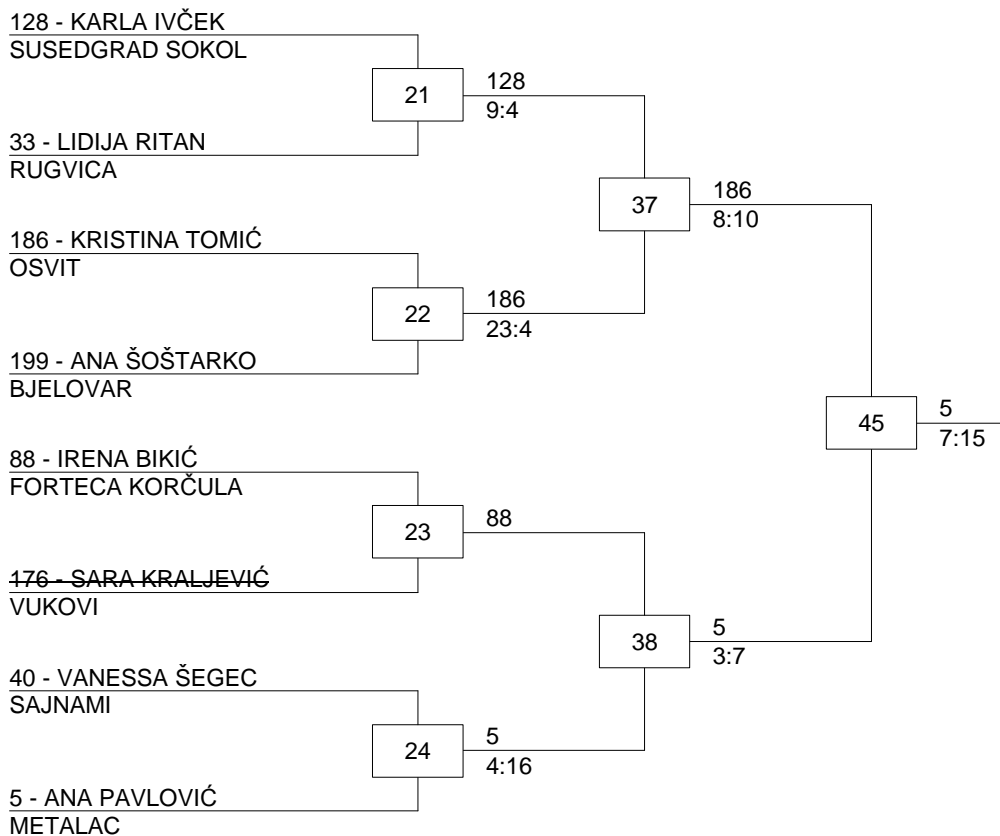 128 - KARLA IVČEK
SUSEDGRAD SOKOL
21
128
9:4
33 - LIDIJA RITAN
RUGVICA
37
186
8:10
186 - KRISTINA TOMIĆ
OSVIT
22
186
23:4
199 - ANA ŠOŠTARKO
BJELOVAR
45
5
7:15
88 - IRENA BIKIĆ
FORTECA KORČULA
23
88
176 - SARA KRALJEVIĆ
VUKOVI
38
5
3:7
40 - VANESSA ŠEGEC
SAJNAMI
24
5
4:16
5 - ANA PAVLOVIĆ
METALAC